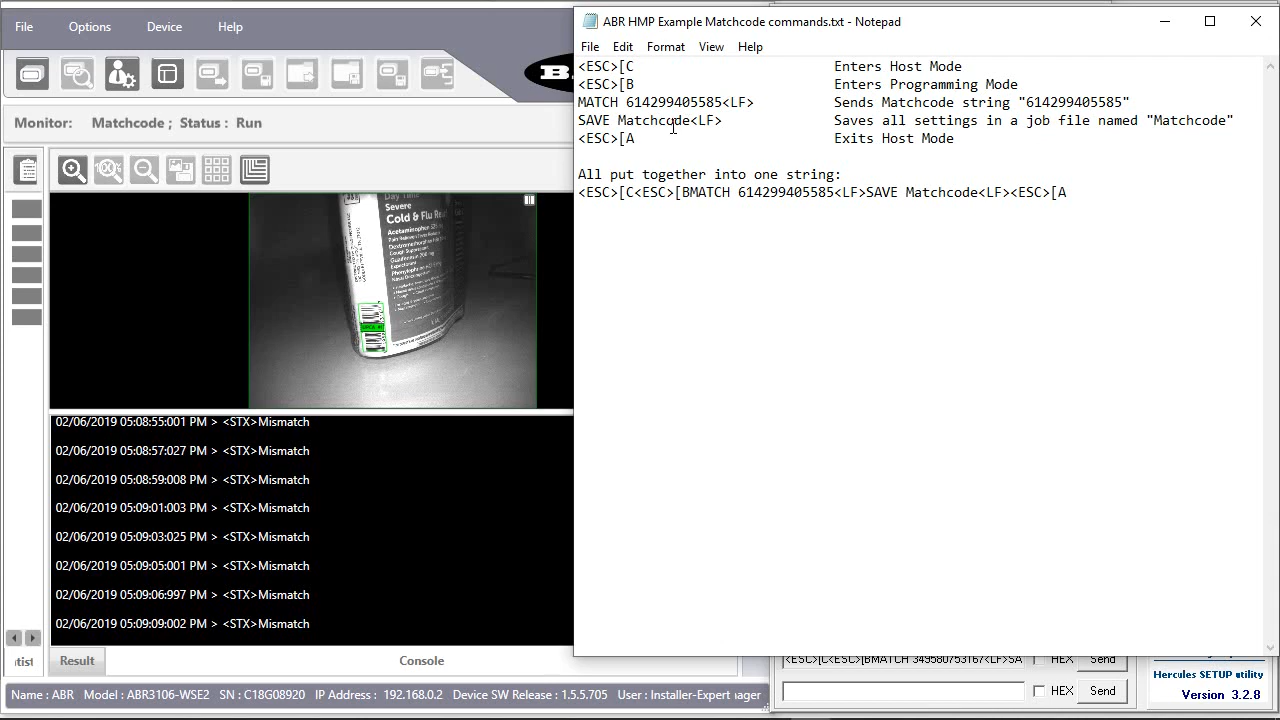 File Options Device Help
B
Monitor: Matchcode ; Status : Run
Day Time
Severe
Cold & Flu
Acetaminophen
ABR HMP Example Matchcode commands.txt - Notepad
File Edit Format View Help
<ESC>[C Enters Host Mode
<ESC>[B Enters Programming Mode
MATCH 614299405585<LF> Sends Matchcode string "614299405585"
SAVE Matchcode<LF> Saves all settings in a job file named "Matchcode"
<ESC>[A Exits Host Mode
All put together into one string:
<ESC>[C<ESC>[BMATCH 614299405585<LF>SAVE Matchcode<LF><ESC>[A
02/06/2019 05:08:55:001 PM > <STX>Mismatch
02/06/2019 05:08:57:027 PM > <STX>Mismatch
02/06/2019 05:08:59:008 PM > <STX>Mismatch
02/06/2019 05:09:01:003 PM > <STX>Mismatch
02/06/2019 05:09:03:025 PM > <STX>Mismatch
02/06/2019 05:09:05:001 PM > <STX>Mismatch
02/06/2019 05:09:06:997 PM > <STX>Mismatch
02/06/2019 05:09:09:002 PM > <STX>Mismatch
Result Console
<ESC>[C<ESC>[BMATCH 349580753167<LF>SA HEX Send
HEX Send
Hercules SETUP utility
Version 3.2.8
Name : ABR Model : ABR3106-WSE2 SN : C18G08920 IP Address : 192.168.0.2 Device SW Release : 1.5.5.705 User : Installer-Expert